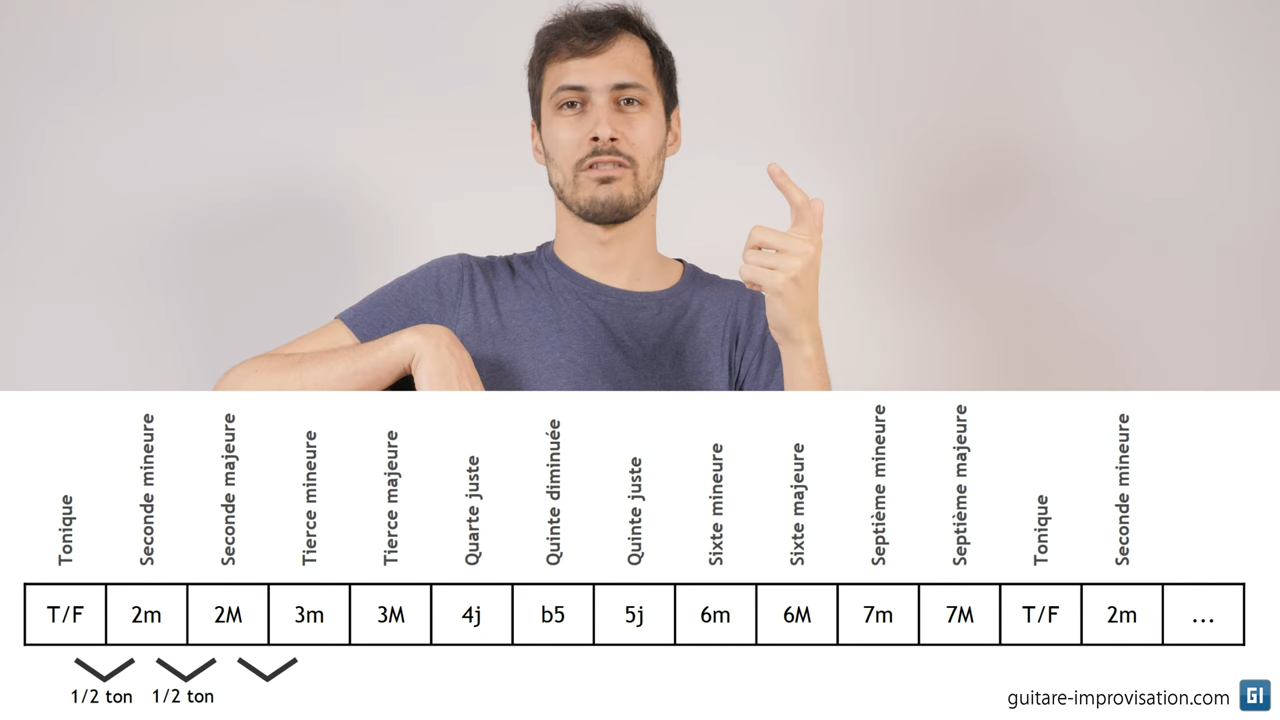 Tonique
Seconde mineure
Seconde majeure
Tierce mineure
Tierce majeure
Quarte juste
Quinte diminuée
Quinte juste
Sixte mineure
Sixte majeure
Septième mineure
Septième majeure
Tonique
Seconde mineure
T/F 2m 2M 3m 3M 4j b5 5j 6m 6M 7m 7M T/F 2m ...
1/2 ton 1/2 ton
guitare-improvisation.com GI